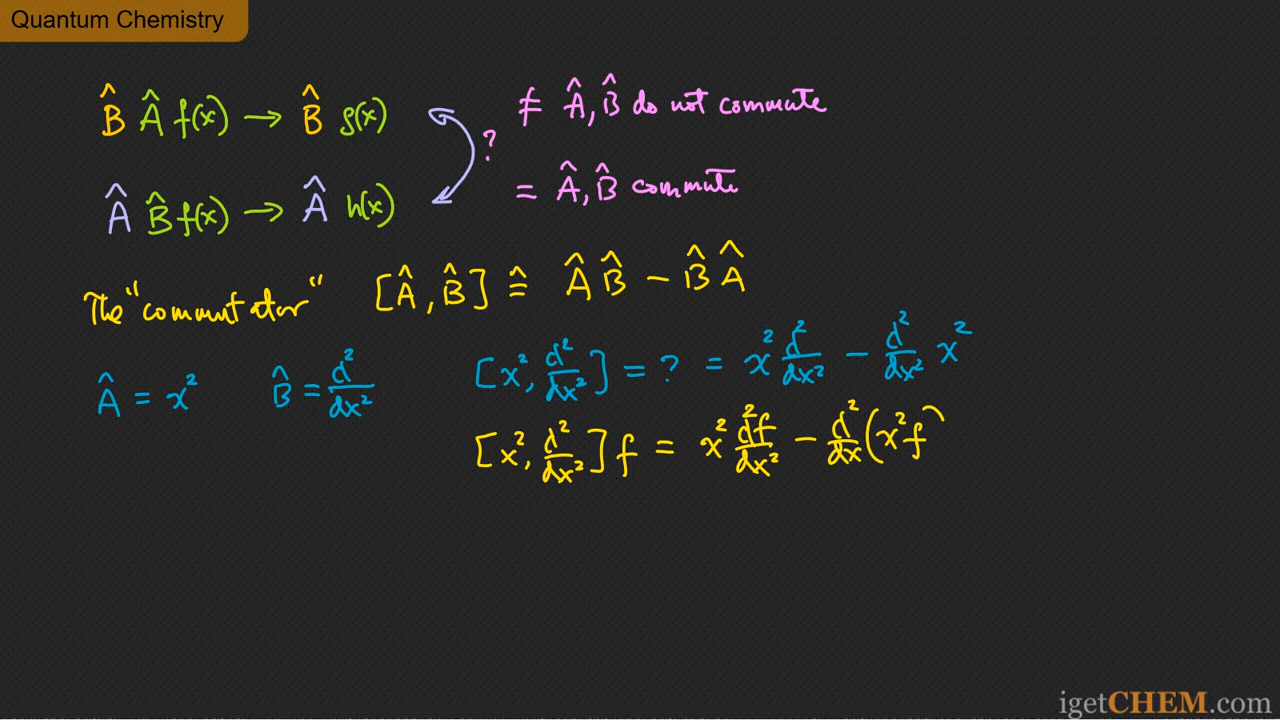 Quantum Chemistry
B̂ Â f(x) → B̂ g(x)
≠ Â, B̂ do not commute
?
= Â, B̂ commute
Â B̂ f(x) → Â h(x)
The "commutator" [Â, B̂] ≙ Â B̂ − B̂ Â
Â = x² B̂ = d²/dx² [x², d²/dx²] = ? = x² d²/dx² − d²/dx² x²
[x², d²/dx²] f = x² d²f/dx² − d²/dx (x²f)
igetCHEM.com